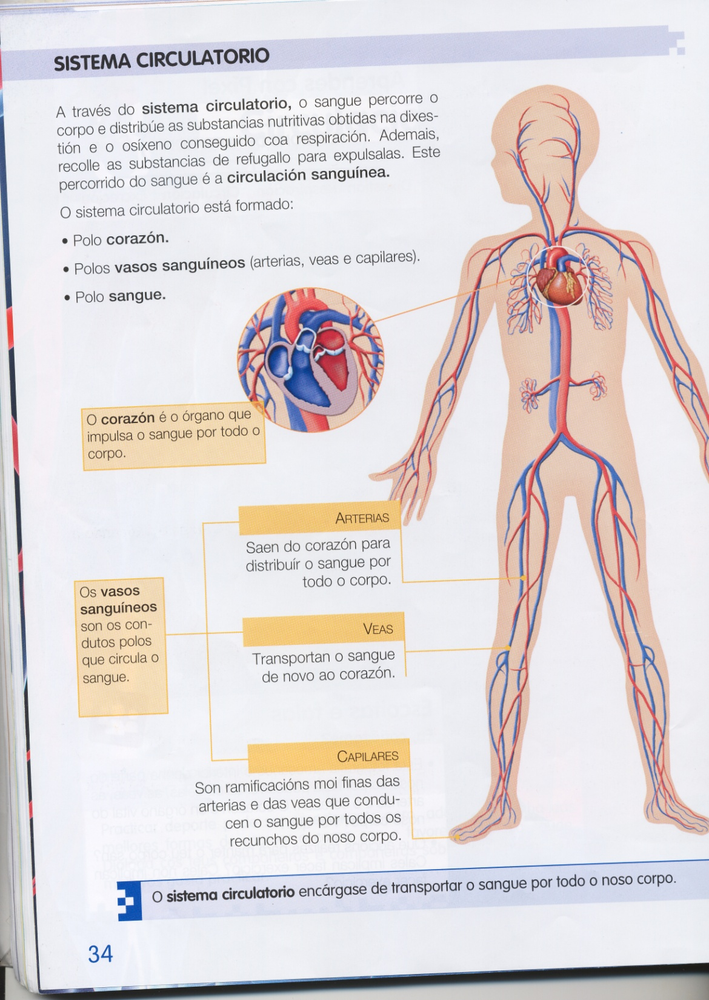 SISTEMA CIRCULATORIO
A través do sistema circulatorio, o sangue percorre o
corpo e distribúe as substancias nutritivas obtidas na dixes-
tión e o osíxeno conseguido coa respiración. Ademais,
recolle as substancias de refugallo para expulsalas. Este
percorrido do sangue é a circulación sanguínea.
O sistema circulatorio está formado:
• Polo corazón.
• Polos vasos sanguíneos (arterias, veas e capilares).
• Polo sangue.
O corazón é o órgano que
impulsa o sangue por todo o
corpo.
Os vasos
sanguíneos
son os con-
dutos polos
que circula o
sangue.
ARTERIAS
Saen do corazón para
distribuír o sangue por
todo o corpo.
VEAS
Transportan o sangue
de novo ao corazón.
CAPILARES
Son ramificacións moi finas das
arterias e das veas que condu-
cen o sangue por todos os
recunchos do noso corpo.
O sistema circulatorio encárgase de transportar o sangue por todo o noso corpo.
34